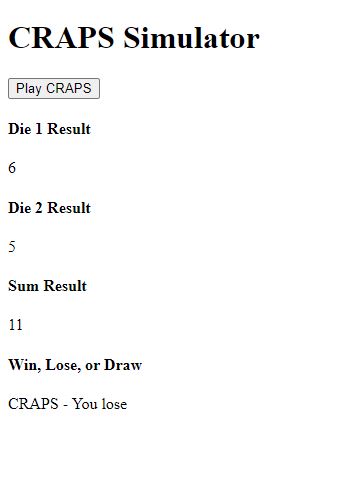 CRAPS Simulator
Play CRAPS
Die 1 Result
6
Die 2 Result
5
Sum Result
11
Win, Lose, or Draw
CRAPS - You lose